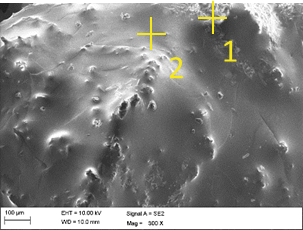 1
2
100 µm
EHT = 10.00 kV
Signal A = SE2
WD = 10.0 mm
Mag = 300 X